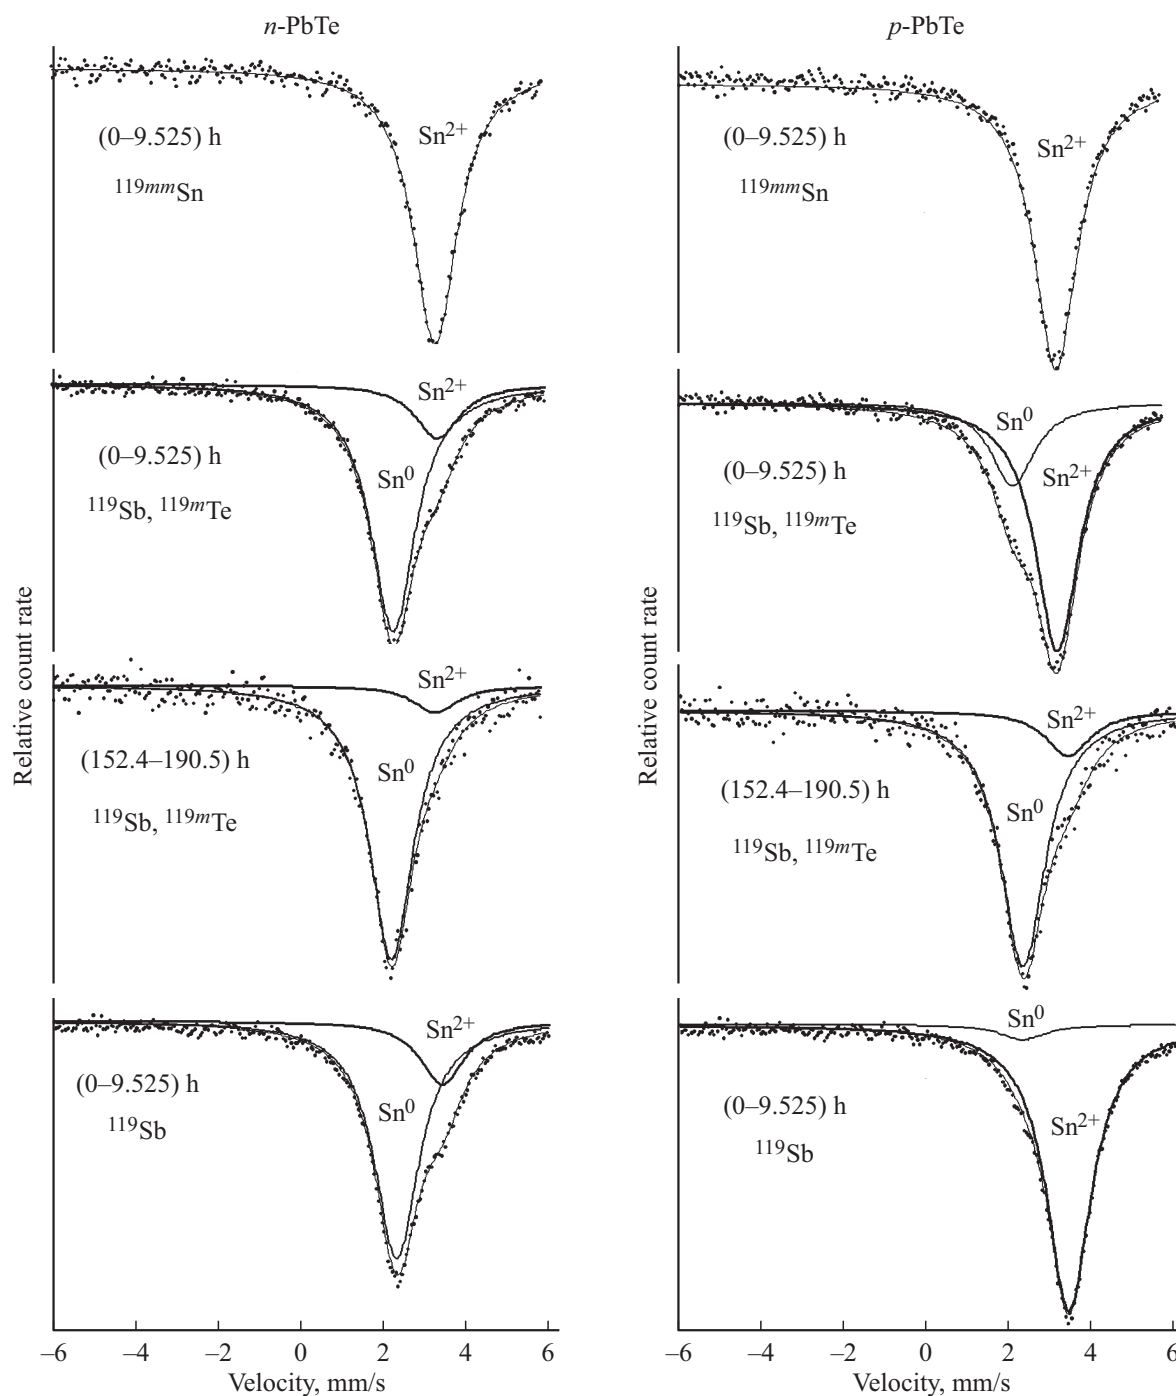 n-PbTe
Sn2+
(0–9.525) h
119mmSn
Sn2+
(0–9.525) h
Sn0
119Sb, 119mTe
Sn2+
(152.4–190.5) h
Sn0
119Sb, 119mTe
Sn2+
(0–9.525) h
Sn0
119Sb
Relative count rate
–6 –4 –2 0 2 4 6
Velocity, mm/s
p-PbTe
(0–9.525) h
Sn2+
119mmSn
Sn0
(0–9.525) h
Sn2+
119Sb, 119mTe
Sn2+
(152.4–190.5) h
Sn0
119Sb, 119mTe
Sn0
(0–9.525) h
Sn2+
119Sb
Relative count rate
–6 –4 –2 0 2 4 6
Velocity, mm/s